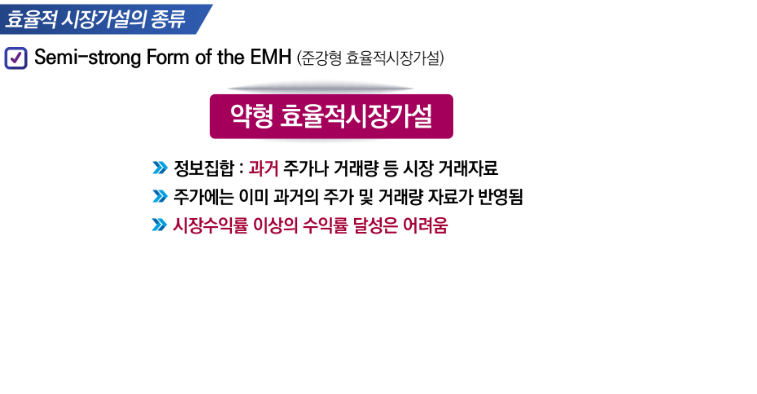 효율적 시장가설의 종류
Semi-strong Form of the EMH (준강형 효율적시장가설)
약형 효율적시장가설
정보집합 : 과거 주가나 거래량 등 시장 거래자료
주가에는 이미 과거의 주가 및 거래량 자료가 반영됨
시장수익률 이상의 수익률 달성은 어려움